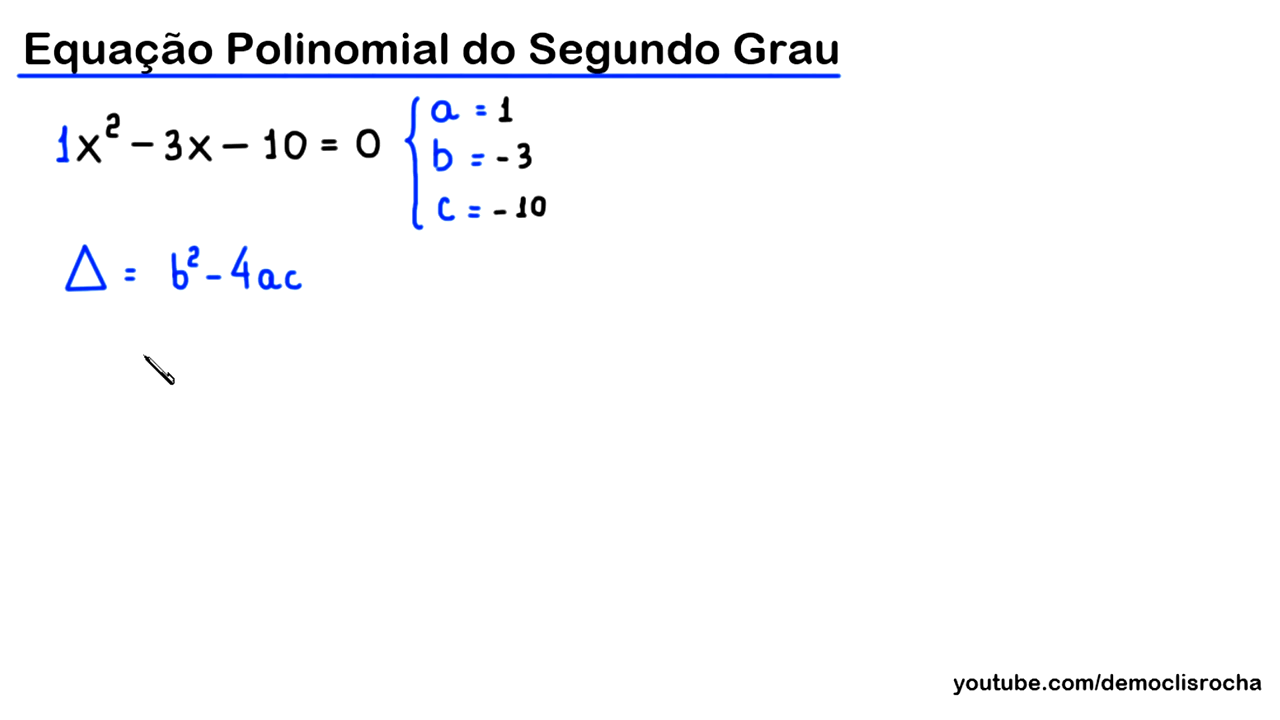 Equação Polinomial do Segundo Grau
1x² - 3x - 10 = 0
a = 1
b = - 3
c = - 10
Δ = b² - 4ac
youtube.com/democlisrocha